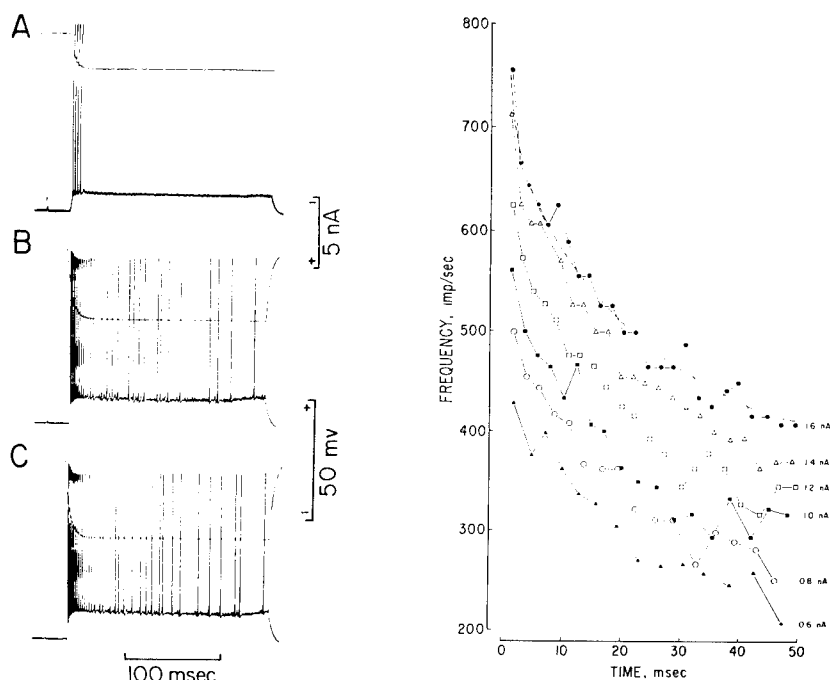 A
B
C
5 nA
-
+
50 mv
+
-
100 msec
800
700
600
500
400
300
200
FREQUENCY, imp/sec
1.6 nA
1.4 nA
1.2 nA
1.0 nA
0.8 nA
0.6 nA
0 10 20 30 40 50
TIME, msec